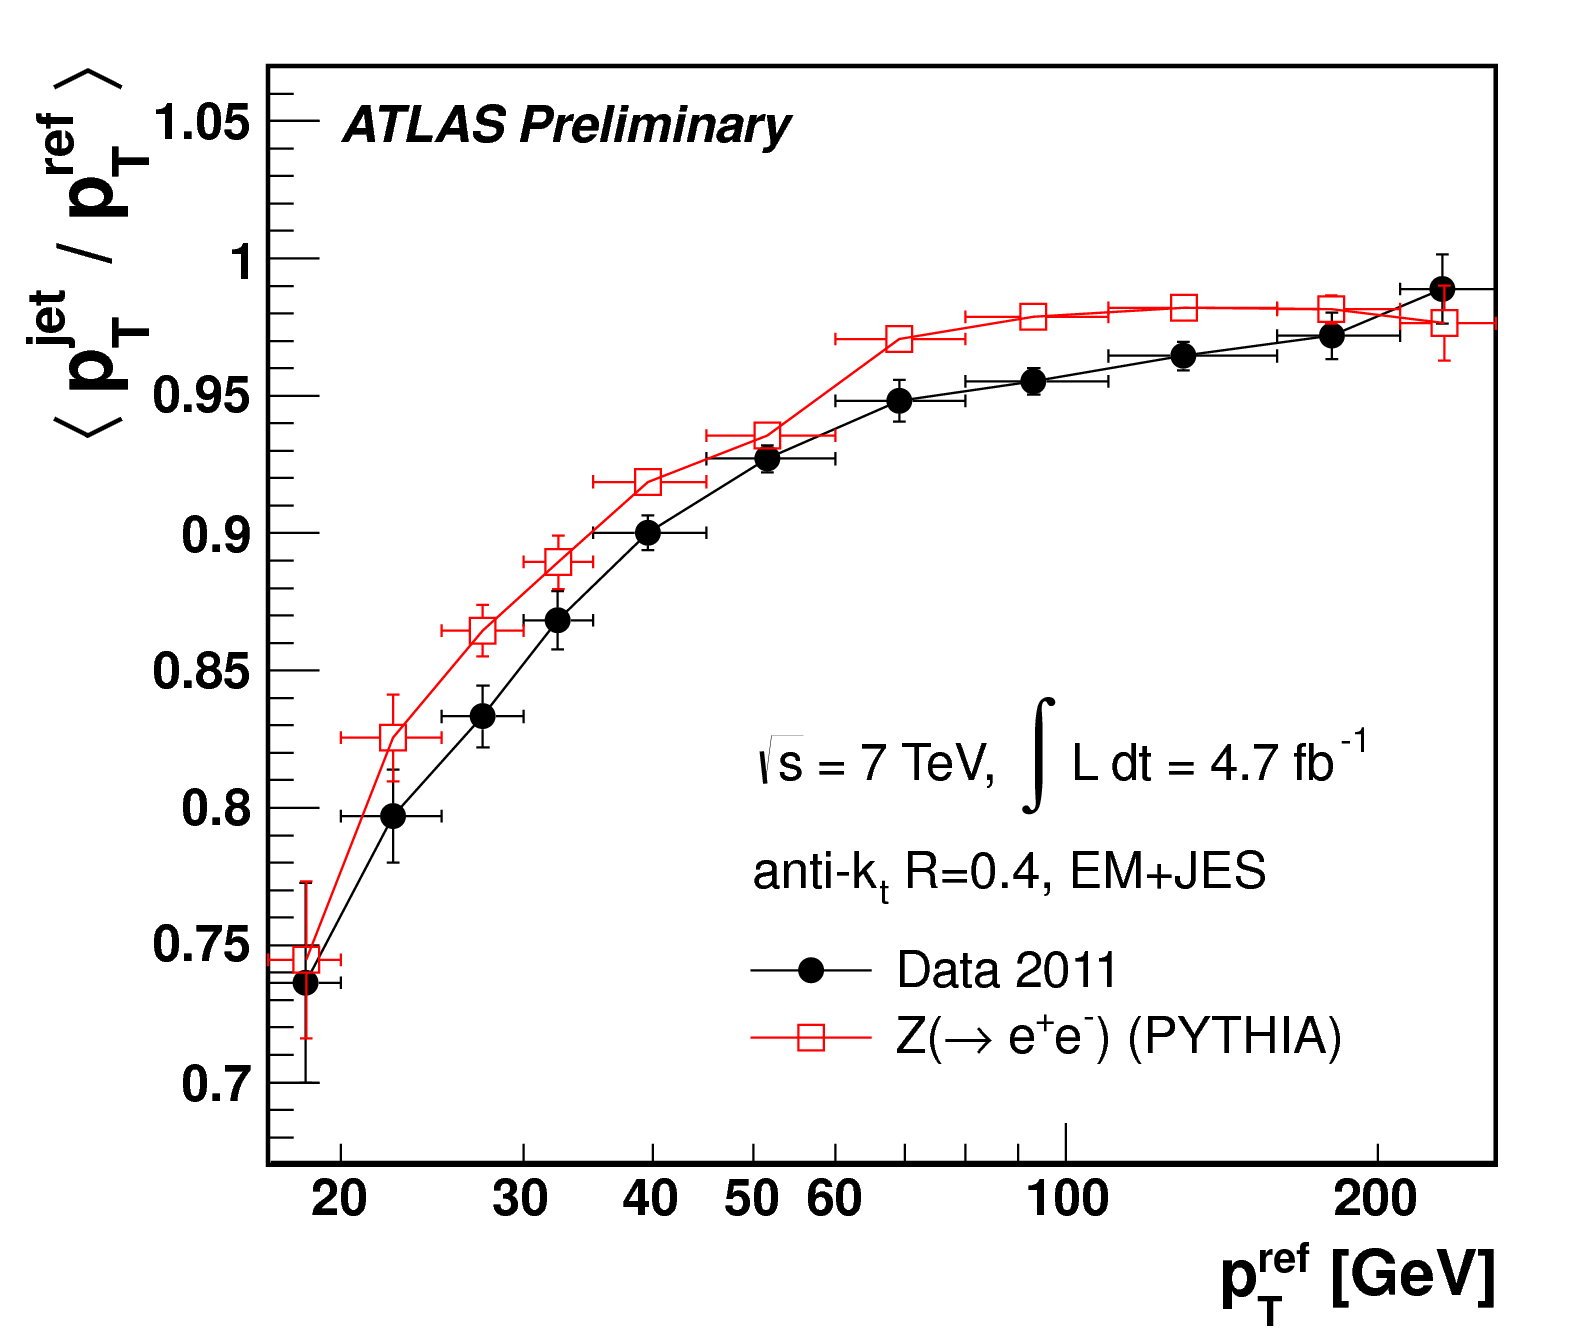 ⟨ p_T^jet / p_T^ref ⟩
1.05
1
0.95
0.9
0.85
0.8
0.75
0.7
ATLAS Preliminary
√s = 7 TeV, ∫ L dt = 4.7 fb^-1
anti-k_t R=0.4, EM+JES
Data 2011
Z(→ e^+e^-) (PYTHIA)
20 30 40 50 60 100 200
p_T^ref [GeV]